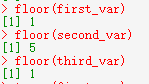 > floor(first_var)
[1] 1
> floor(second_var)
[1] 5
> floor(third_var)
[1] 1